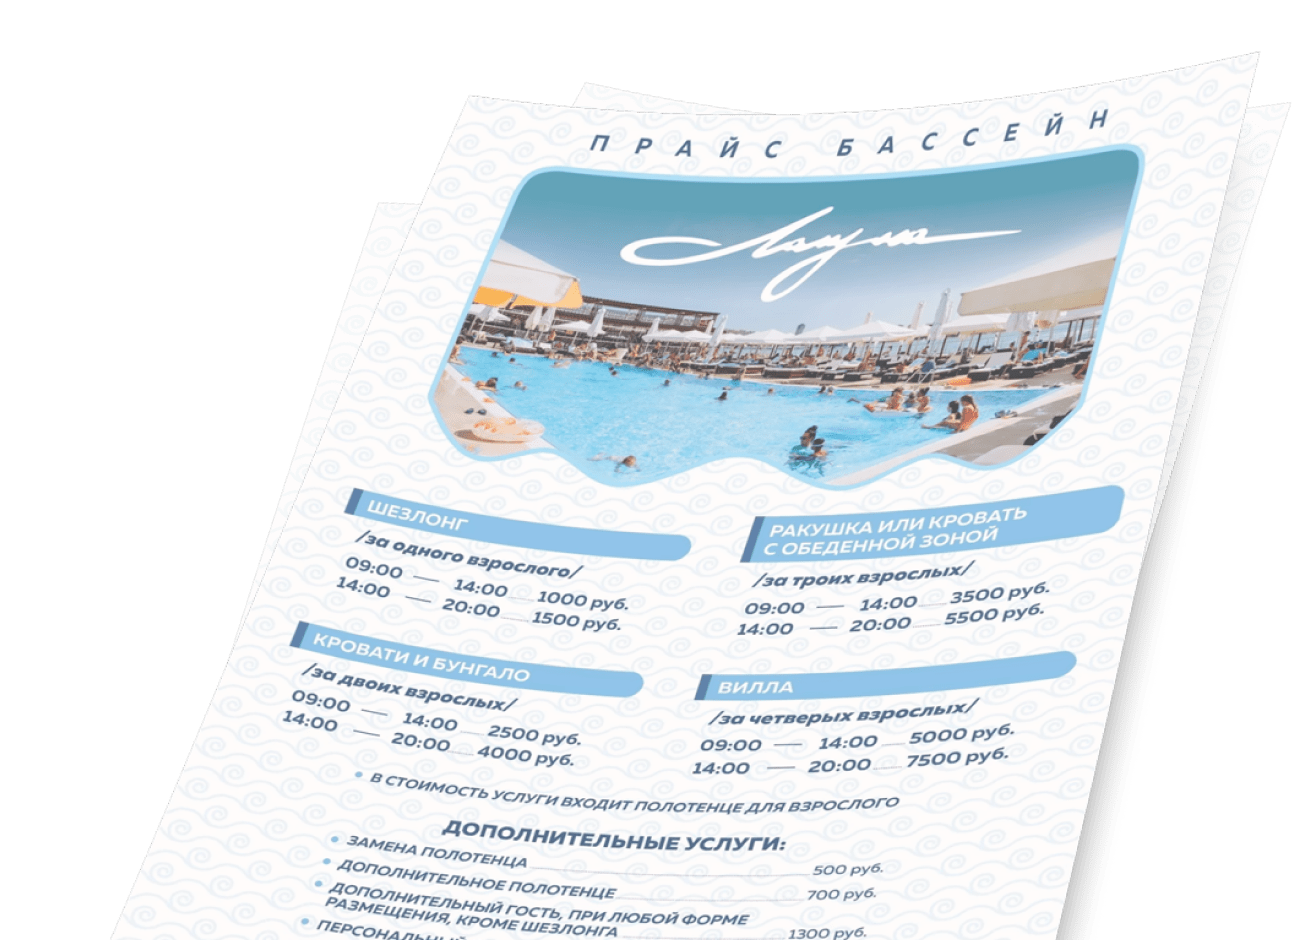 ПРАЙС БАССЕЙН
Лагуна
ШЕЗЛОНГ
/за одного взрослого/
09:00 — 14:00 1000 руб.
14:00 — 20:00 1500 руб.
РАКУШКА ИЛИ КРОВАТЬ
С ОБЕДЕННОЙ ЗОНОЙ
/за троих взрослых/
09:00 — 14:00 3500 руб.
14:00 — 20:00 5500 руб.
КРОВАТИ И БУНГАЛО
/за двоих взрослых/
09:00 — 14:00 2500 руб.
14:00 — 20:00 4000 руб.
ВИЛЛА
/за четверых взрослых/
09:00 — 14:00 5000 руб.
14:00 — 20:00 7500 руб.
• В СТОИМОСТЬ УСЛУГИ ВХОДИТ ПОЛОТЕНЦЕ ДЛЯ ВЗРОСЛОГО
ДОПОЛНИТЕЛЬНЫЕ УСЛУГИ:
• ЗАМЕНА ПОЛОТЕНЦА 500 руб.
• ДОПОЛНИТЕЛЬНОЕ ПОЛОТЕНЦЕ 700 руб.
• ДОПОЛНИТЕЛЬНЫЙ ГОСТЬ, ПРИ ЛЮБОЙ ФОРМЕ
РАЗМЕЩЕНИЯ, КРОМЕ ШЕЗЛОНГА 1300 руб.
• ПЕРСОНАЛЬНЫЙ